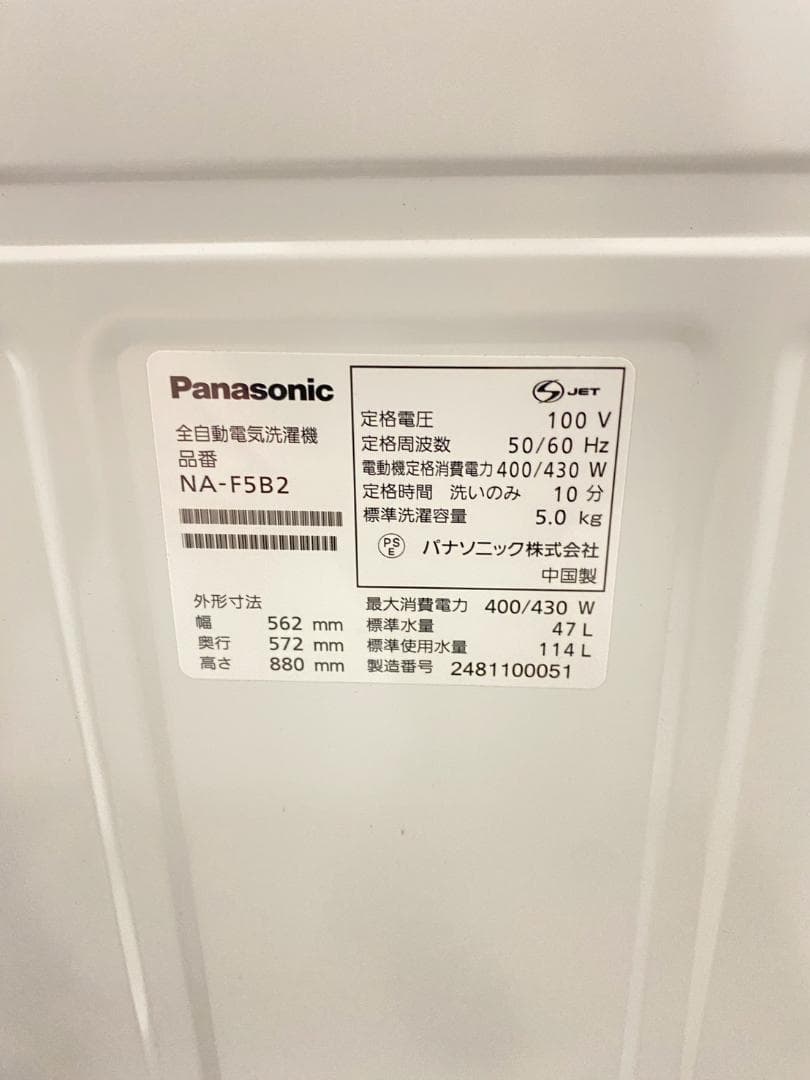 Panasonic
全自動電気洗濯機
品番
NA-F5B2
外形寸法
幅 562 mm
奥行 572 mm
高さ 880 mm
S JET
定格電圧 100 V
定格周波数 50/60 Hz
電動機定格消費電力 400/430 W
定格時間 洗いのみ 10 分
標準洗濯容量 5.0 kg
PS E パナソニック株式会社
中国製
最大消費電力 400/430 W
標準水量 47 L
標準使用水量 114 L
製造番号 2481100051